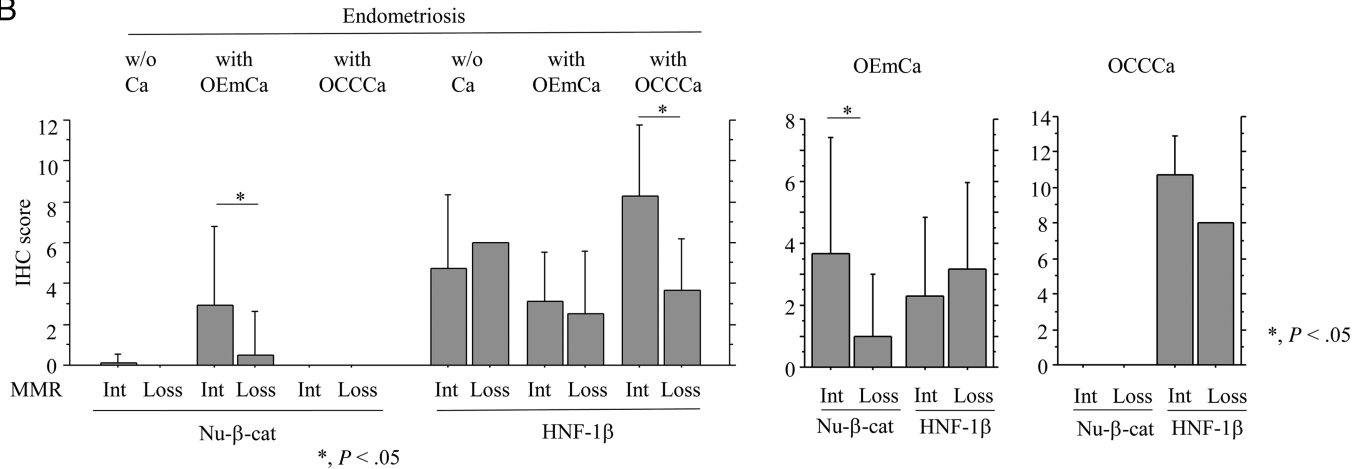 B
Endometriosis
w/o with with w/o with with
Ca OEmCa OCCCa Ca OEmCa OCCCa
OEmCa
OCCCa
* * *
IHC score
12
10
8
6
4
2
0
8
6
4
2
0
14
12
10
8
6
4
2
0
MMR Int Loss Int Loss Int Loss Int Loss Int Loss Int Loss
Nu-β-cat HNF-1β
*, P < .05
Int Loss Int Loss
Nu-β-cat HNF-1β
Int Loss Int Loss
Nu-β-cat HNF-1β
*, P < .05